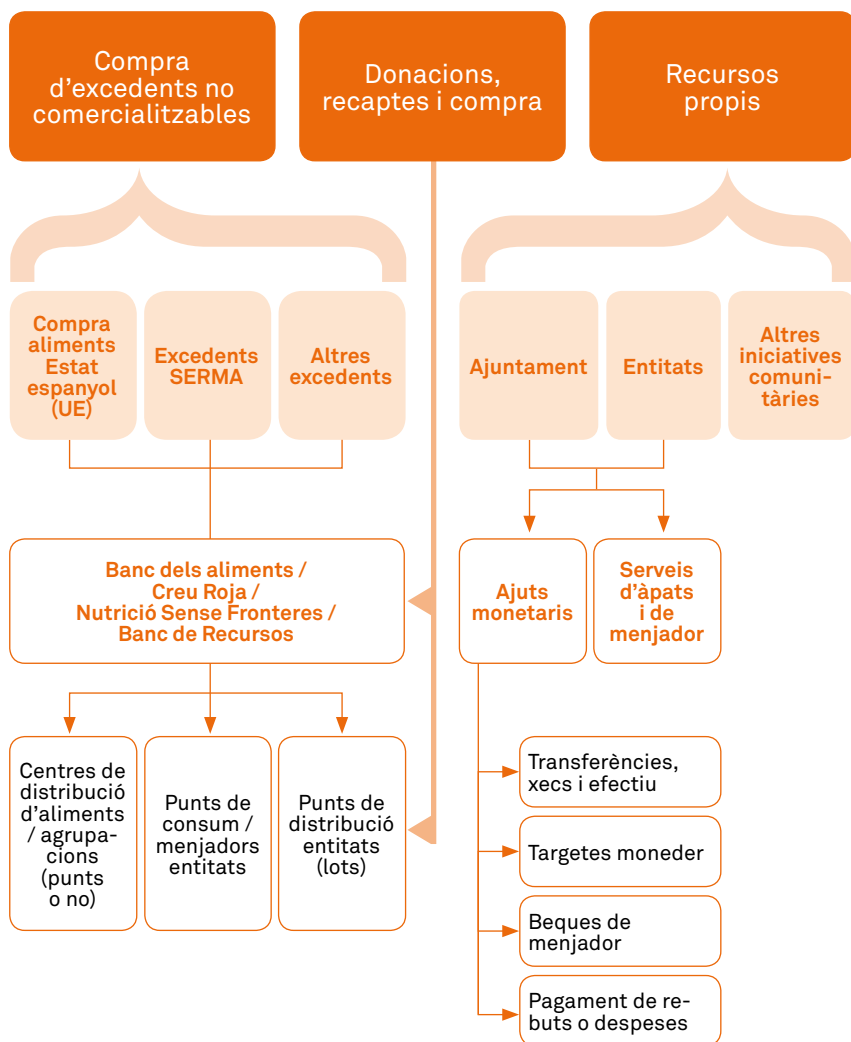 Compra
d’excedents no
comercialitzables
Donacions,
recaptes i compra
Recursos
propis
Compra
aliments
Estat
espanyol
(UE)
Excedents
SERMA
Altres
excedents
Ajuntament
Entitats
Altres
iniciatives
comuni-
tàries
Banc dels aliments /
Creu Roja /
Nutrició Sense Fronteres /
Banc de Recursos
Ajuts
monetaris
Serveis
d’àpats
i de
menjador
Centres de
distribució
d’aliments
/ agrupa-
cions
(punts
o no)
Punts de
consum /
menjadors
entitats
Punts de
distribució
entitats
(lots)
Transferències,
xecs i efectiu
Targetes moneder
Beques de
menjador
Pagament de re-
buts o despeses